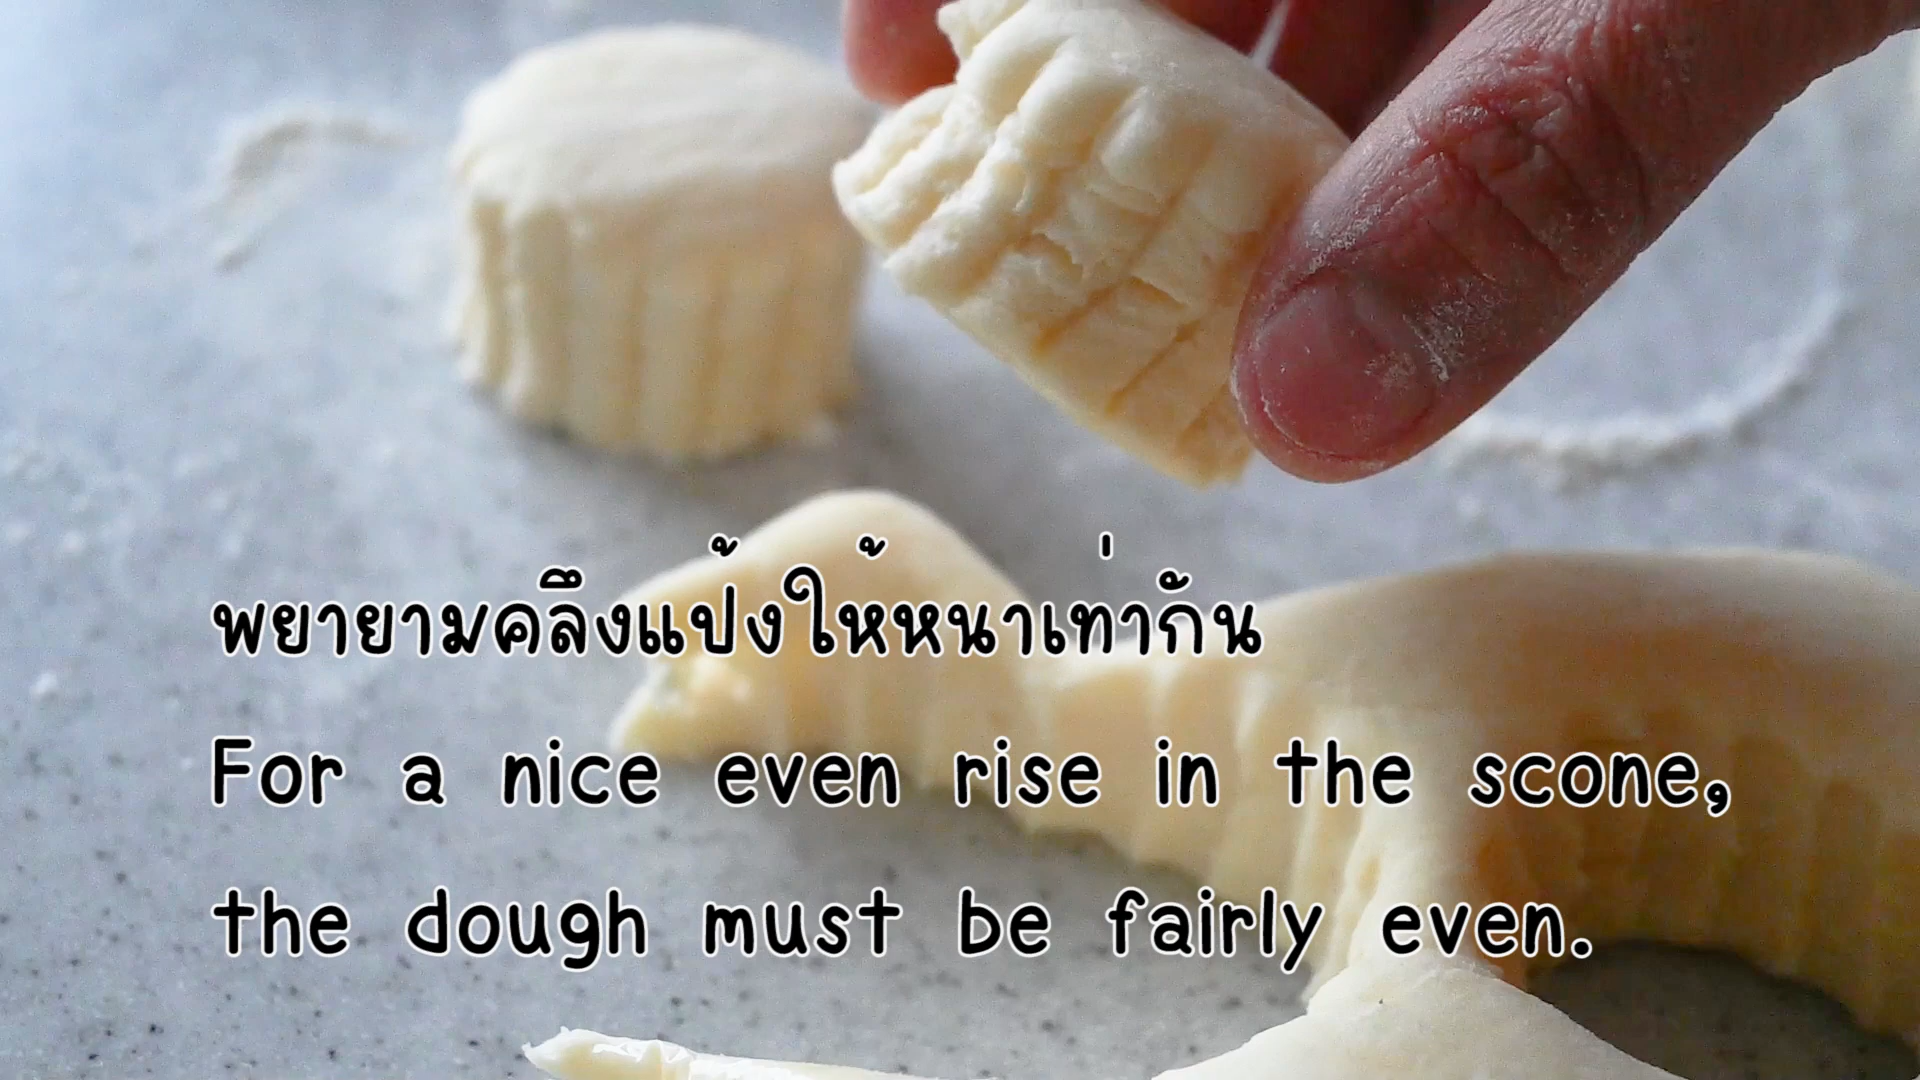 พยายามคลึงแป้งให้หนาเท่ากัน
For a nice even rise in the scone,
the dough must be fairly even.